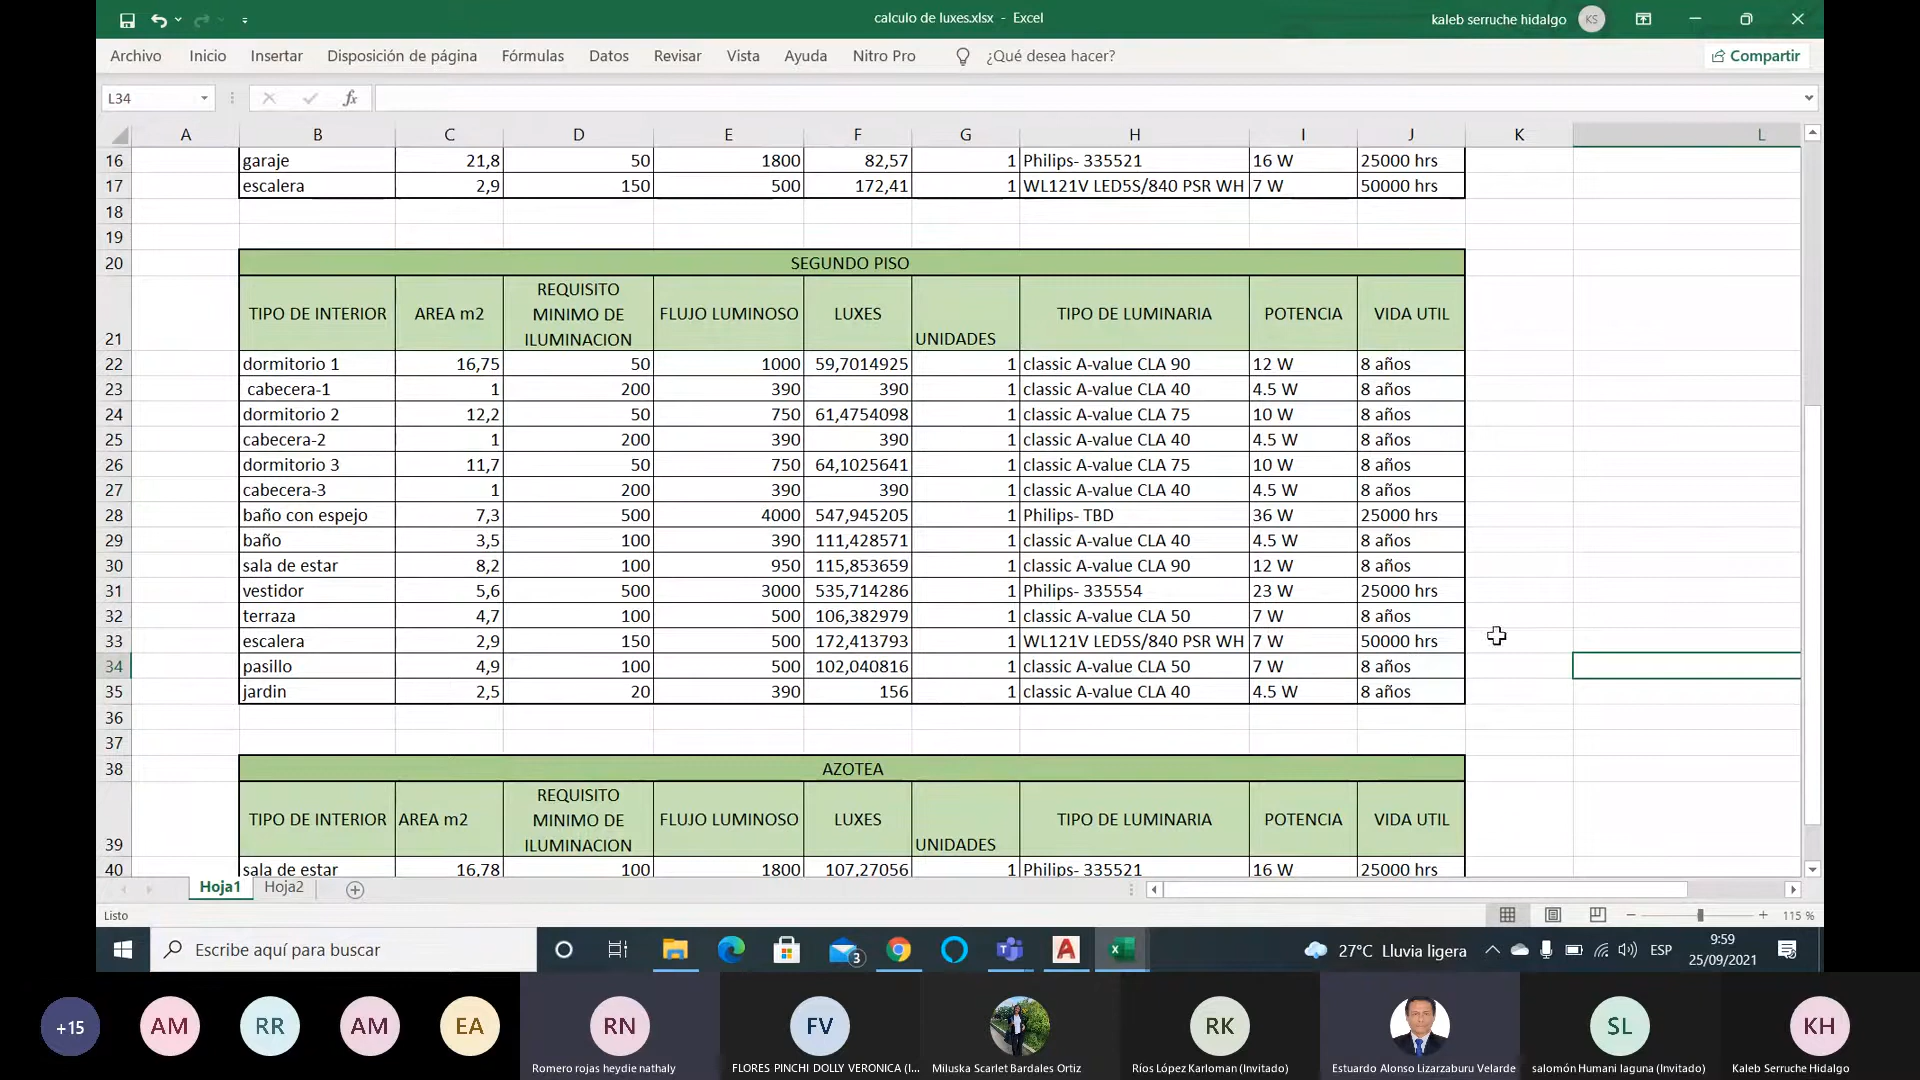 calculo de luxes.xlsx - Excel
kaleb serruche hidalgo KS
Archivo Inicio Insertar Disposición de página Fórmulas Datos Revisar Vista Ayuda Nitro Pro ¿Qué desea hacer? Compartir
L34 fx
A B C D E F G H I J K L
16 garaje 21,8 50 1800 82,57 1 Philips- 335521 16 W 25000 hrs
17 escalera 2,9 150 500 172,41 1 WL121V LED5S/840 PSR WH 7 W 50000 hrs
18
19
20 SEGUNDO PISO
21 TIPO DE INTERIOR AREA m2 REQUISITO MINIMO DE ILUMINACION FLUJO LUMINOSO LUXES UNIDADES TIPO DE LUMINARIA POTENCIA VIDA UTIL
22 dormitorio 1 16,75 50 1000 59,7014925 1 classic A-value CLA 90 12 W 8 años
23 cabecera-1 1 200 390 390 1 classic A-value CLA 40 4.5 W 8 años
24 dormitorio 2 12,2 50 750 61,4754098 1 classic A-value CLA 75 10 W 8 años
25 cabecera-2 1 200 390 390 1 classic A-value CLA 40 4.5 W 8 años
26 dormitorio 3 11,7 50 750 64,1025641 1 classic A-value CLA 75 10 W 8 años
27 cabecera-3 1 200 390 390 1 classic A-value CLA 40 4.5 W 8 años
28 baño con espejo 7,3 500 4000 547,945205 1 Philips- TBD 36 W 25000 hrs
29 baño 3,5 100 390 111,428571 1 classic A-value CLA 40 4.5 W 8 años
30 sala de estar 8,2 100 950 115,853659 1 classic A-value CLA 90 12 W 8 años
31 vestidor 5,6 500 3000 535,714286 1 Philips- 335554 23 W 25000 hrs
32 terraza 4,7 100 500 106,382979 1 classic A-value CLA 50 7 W 8 años
33 escalera 2,9 150 500 172,413793 1 WL121V LED5S/840 PSR WH 7 W 50000 hrs
34 pasillo 4,9 100 500 102,040816 1 classic A-value CLA 50 7 W 8 años
35 jardin 2,5 20 390 156 1 classic A-value CLA 40 4.5 W 8 años
36
37
38 AZOTEA
39 TIPO DE INTERIOR AREA m2 REQUISITO MINIMO DE ILUMINACION FLUJO LUMINOSO LUXES UNIDADES TIPO DE LUMINARIA POTENCIA VIDA UTIL
40 sala de estar 16,78 100 1800 107,27056 1 Philips- 335521 16 W 25000 hrs
Hoja1 Hoja2
Listo 115 %
Escribe aquí para buscar 3 27°C Lluvia ligera ESP 9:59
25/09/2021
+15 AM RR AM EA RN FV RK SL KH
Romero rojas heydie nathaly FLORES PINCHI DOLLY VERONICA (I... Miluska Scarlet Bardales Ortiz Ríos López Karloman (Invitado) Estuardo Alonso Lizarzaburu Velarde salomón Humani laguna (Invitado) Kaleb Serruche Hidalgo